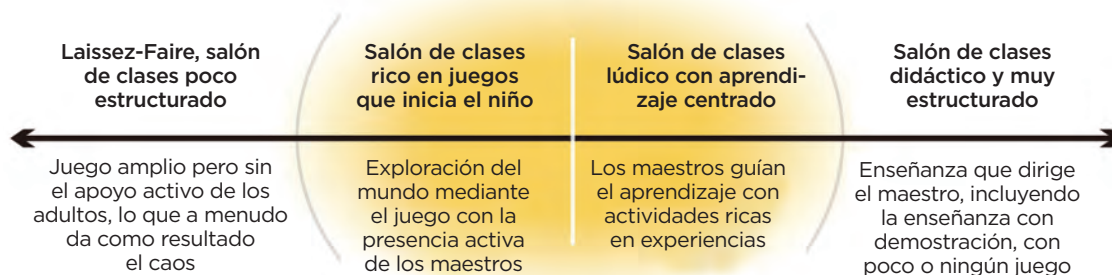 Laissez-Faire, salón
de clases poco
estructurado
Salón de clases
rico en juegos
que inicia el niño
Salón de clases
lúdico con aprendi-
zaje centrado
Salón de clases
didáctico y muy
estructurado
Juego amplio pero sin
el apoyo activo de los
adultos, lo que a menudo
da como resultado
el caos
Exploración del
mundo mediante
el juego con la
presencia activa
de los maestros
Los maestros guían
el aprendizaje con
actividades ricas
en experiencias
Enseñanza que dirige
el maestro, incluyendo
la enseñanza con
demostración, con
poco o ningún juego